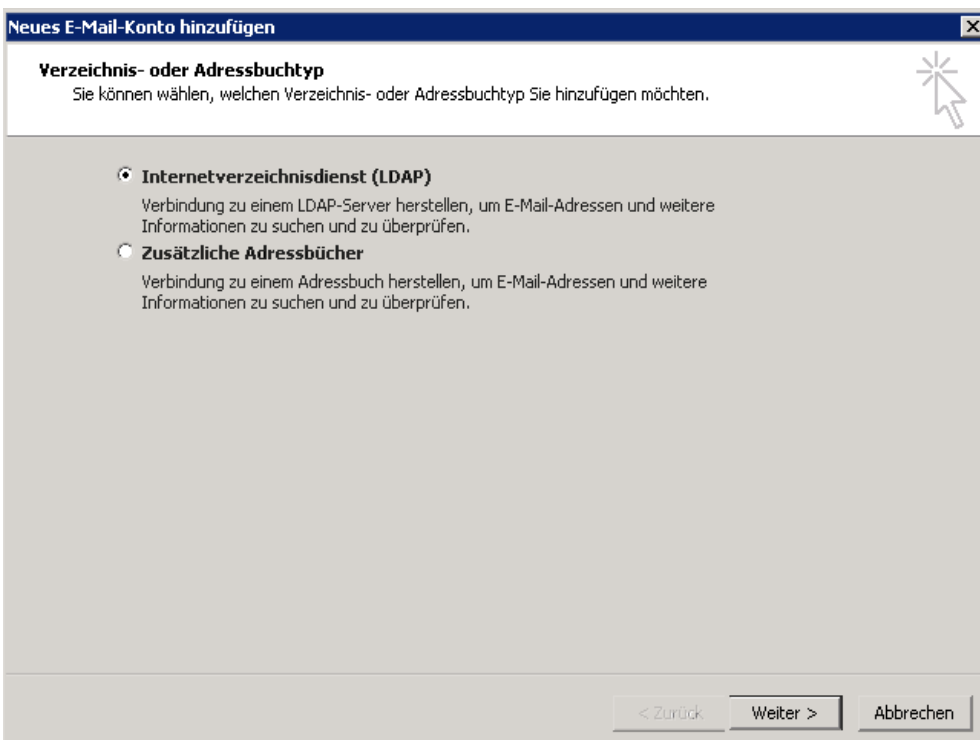 Neues E-Mail-Konto hinzufügen
Verzeichnis- oder Adressbuchtyp
Sie können wählen, welchen Verzeichnis- oder Adressbuchtyp Sie hinzufügen möchten.
Internetverzeichnisdienst (LDAP)
Verbindung zu einem LDAP-Server herstellen, um E-Mail-Adressen und weitere
Informationen zu suchen und zu überprüfen.
Zusätzliche Adressbücher
Verbindung zu einem Adressbuch herstellen, um E-Mail-Adressen und weitere
Informationen zu suchen und zu überprüfen.
< Zurück Weiter > Abbrechen